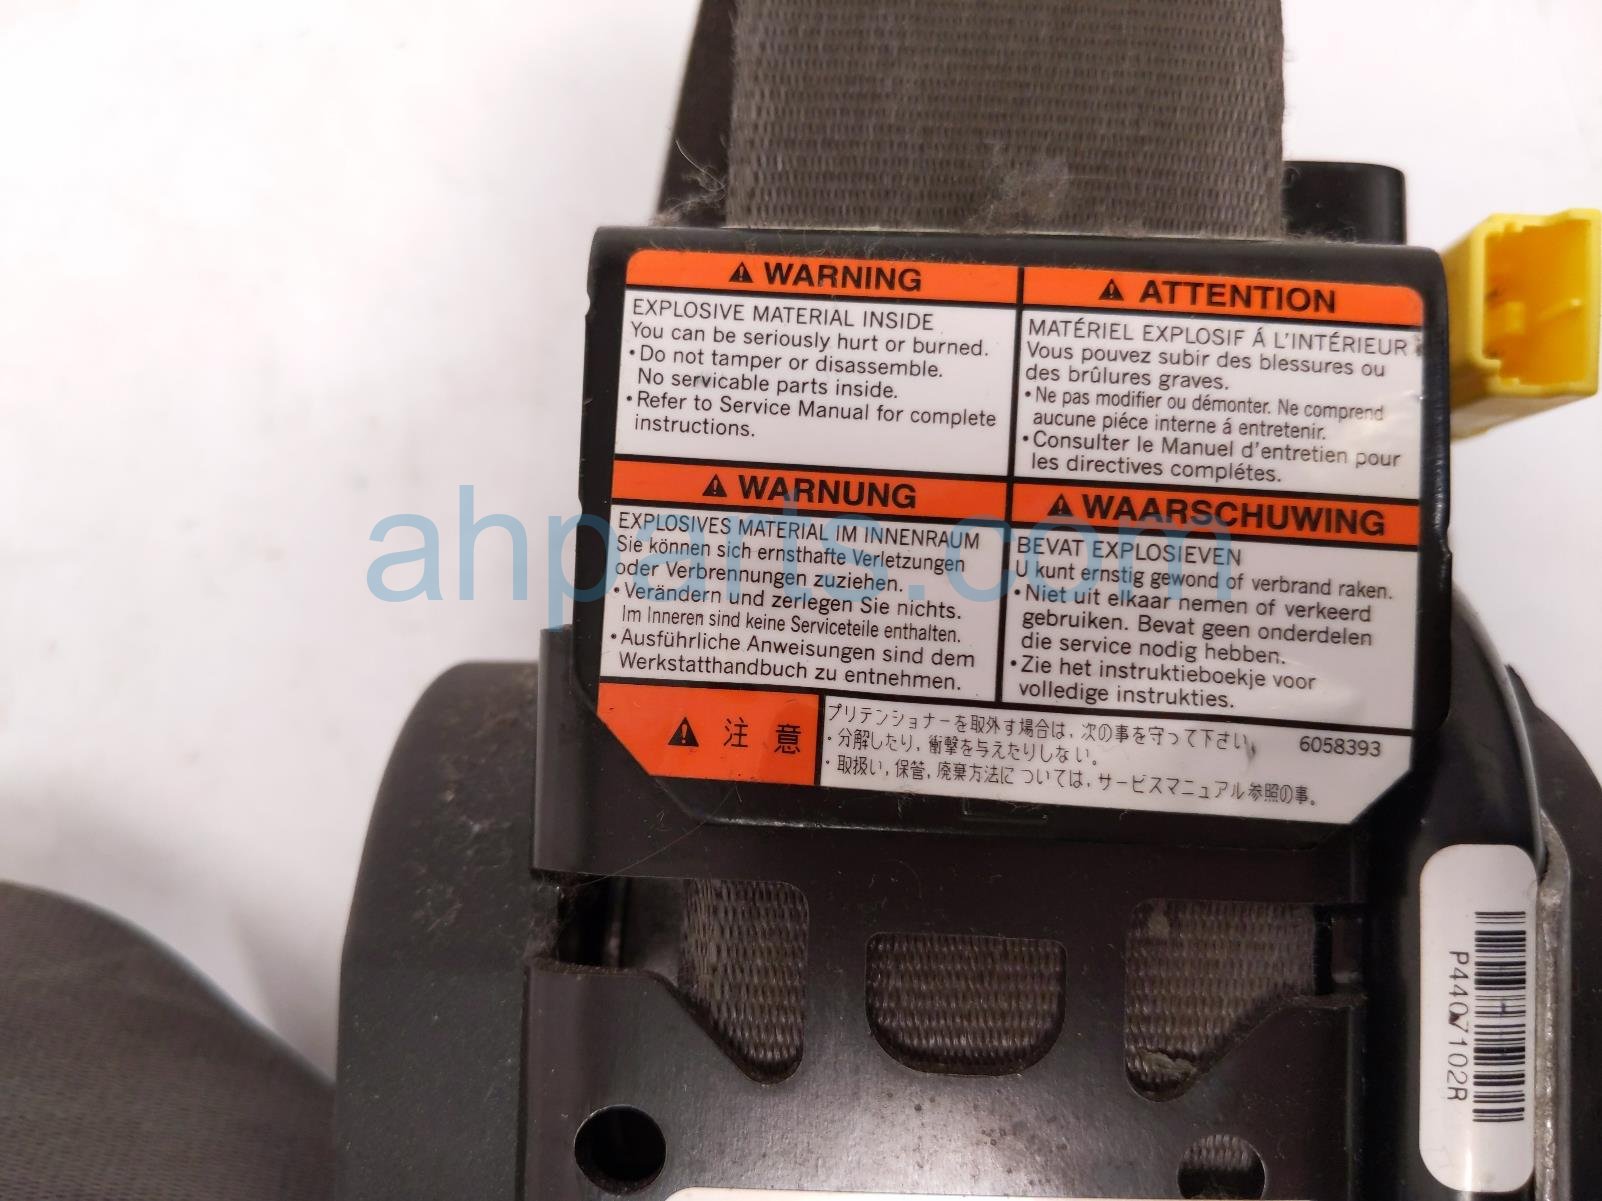 WARNING
EXPLOSIVE MATERIAL INSIDE
You can be seriously hurt or burned.
•Do not tamper or disassemble.
No servicable parts inside.
•Refer to Service Manual for complete
instructions.
ATTENTION
MATÉRIEL EXPLOSIF Á L'INTÉRIEUR
Vous pouvez subir des blessures ou
des brûlures graves.
•Ne pas modifier ou démonter. Ne comprend
aucune piéce interne á entretenir.
•Consulter le Manuel d'entretien pour
les directives complétes.
WARNUNG
EXPLOSIVES MATERIAL IM INNENRAUM
Sie können sich ernsthafte Verletzungen
oder Verbrennungen zuziehen.
•Verändern und zerlegen Sie nichts.
Im Inneren sind keine Serviceteile enthalten.
•Ausführliche Anweisungen sind dem
Werkstatthandbuch zu entnehmen.
WAARSCHUWING
BEVAT EXPLOSIEVEN
U kunt ernstig gewond of verbrand raken.
•Niet uit elkaar nemen of verkeerd
gebruiken. Bevat geen onderdelen
die service nodig hebben.
•Zie het instruktieboekje voor
volledige instrukties.
注意
プリテンショナーを取外す場合は、次の事を守って下さい。
・分解したり,衝撃を与えたりしない。
・取扱い,保管,廃棄方法については,サービスマニュアル参照の事。
6058393
P4407102R
ahparts.com